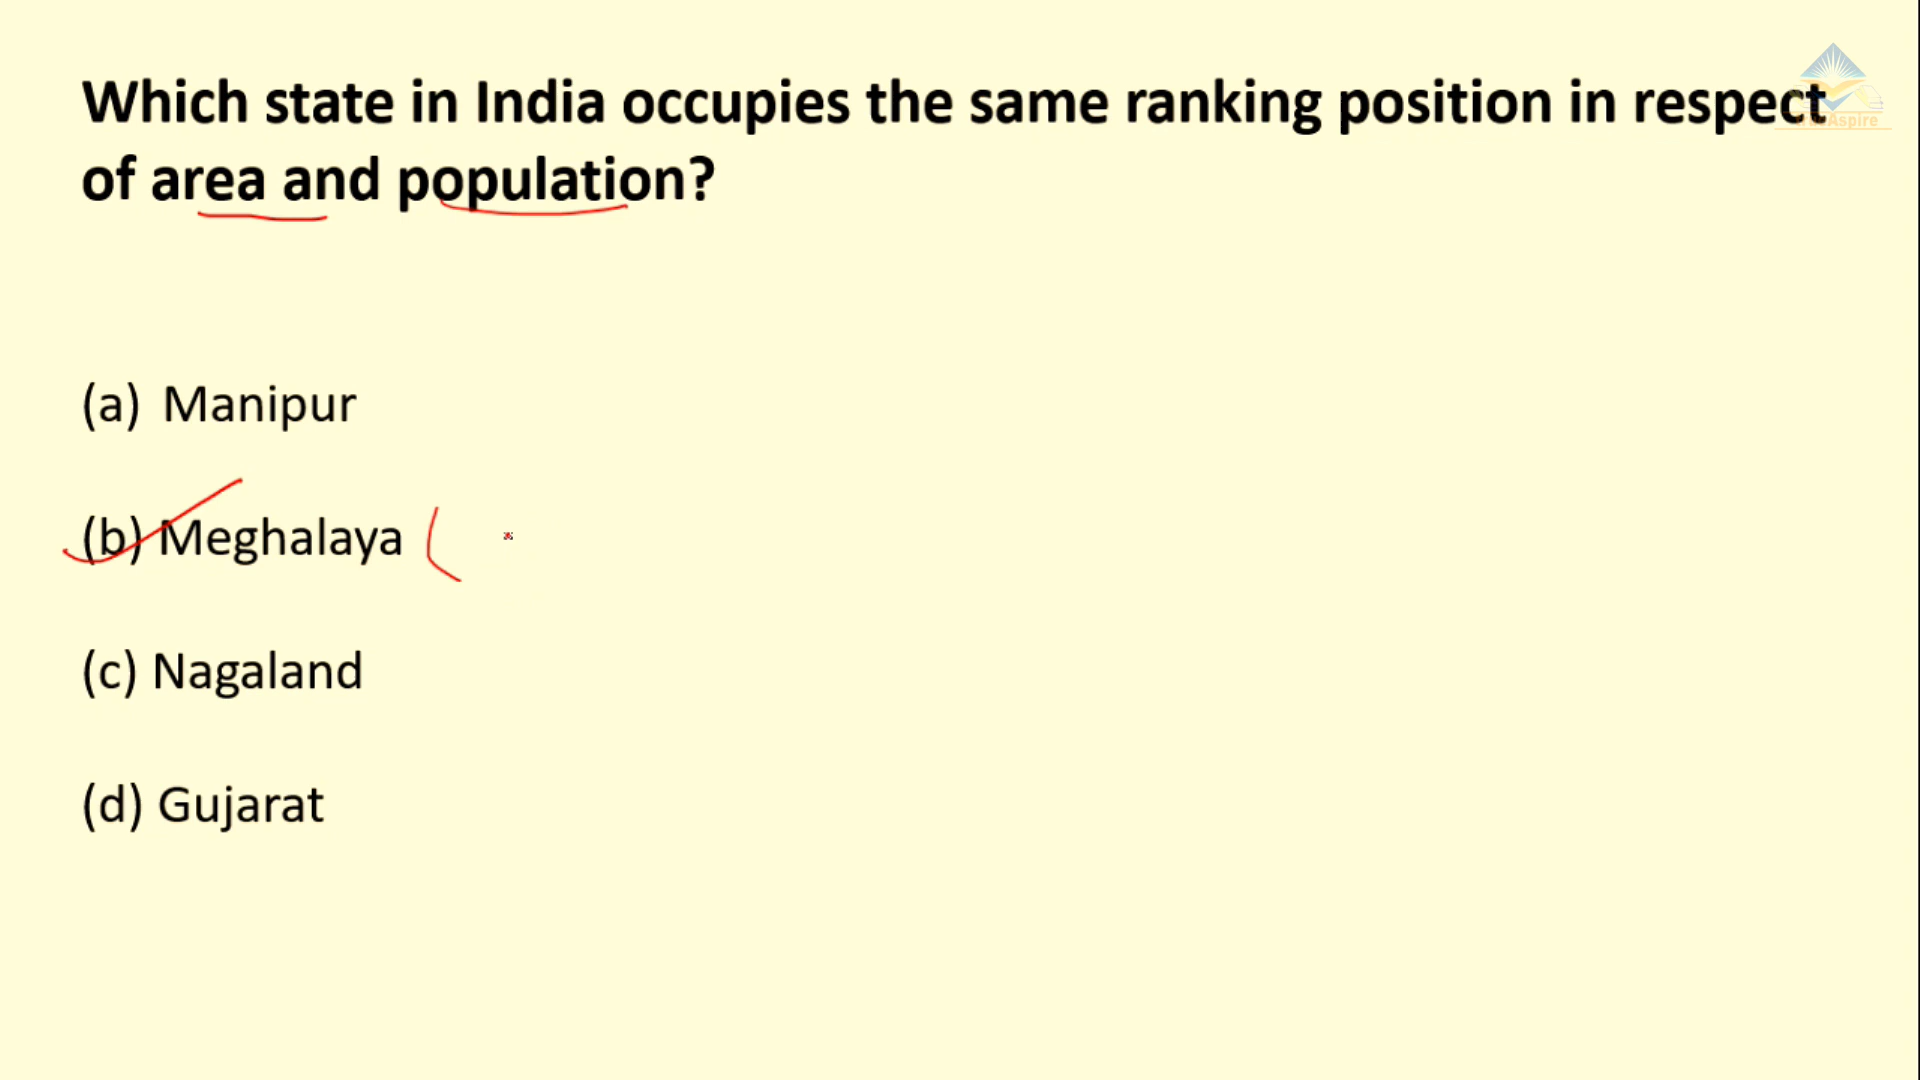 Which state in India occupies the same ranking position in respect
of area and population?
(a) Manipur
(b) Meghalaya (
(c) Nagaland
(d) Gujarat